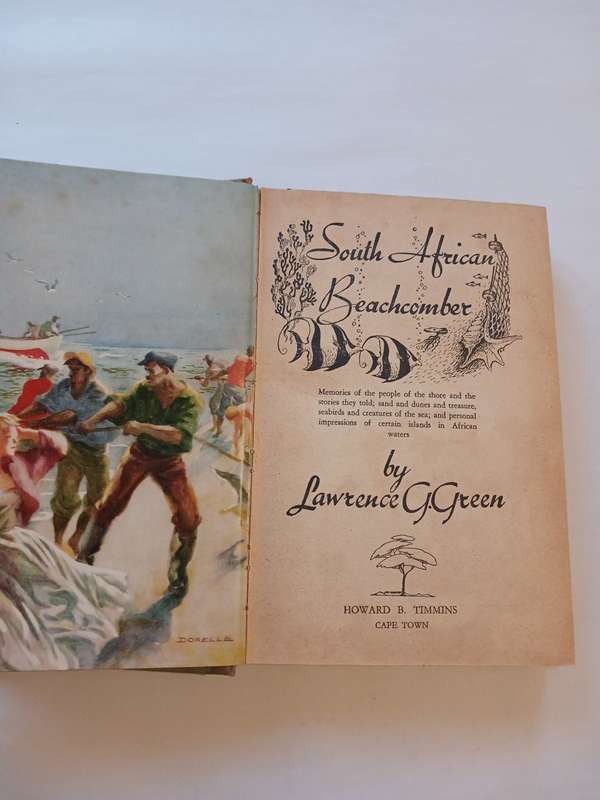 South African
Beachcomber
Memories of the people of the shore and the
stories they told; sand and dunes and treasure,
seabirds and creatures of the sea; and personal
impressions of certain islands in African
waters
by
Lawrence G. Green
HOWARD B. TIMMINS
CAPE TOWN
DORELLE